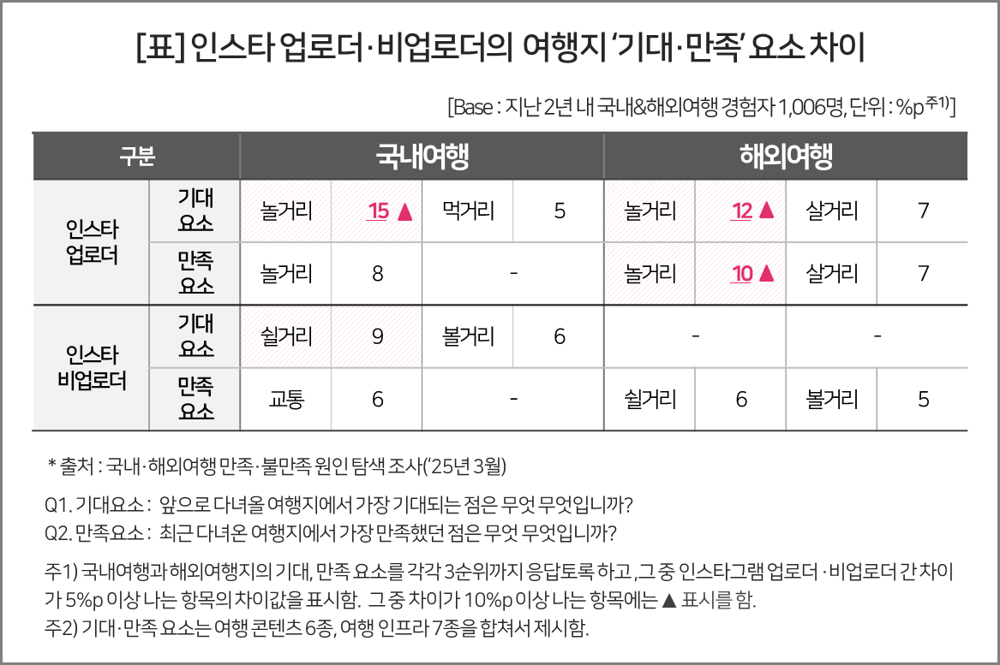 [표] 인스타 업로더·비업로더의 여행지 ‘기대·만족’ 요소 차이
[Base : 지난 2년 내 국내&해외여행 경험자 1,006명, 단위 : %p주1)]
구분 국내여행 해외여행
인스타
업로더
기대
요소
놀거리 15 ▲ 먹거리 5 놀거리 12 ▲ 살거리 7
만족
요소
놀거리 8 - 놀거리 10 ▲ 살거리 7
인스타
비업로더
기대
요소
쉴거리 9 볼거리 6 - -
만족
요소
교통 6 - 쉴거리 6 볼거리 5
* 출처 : 국내·해외여행 만족·불만족 원인 탐색 조사(‘25년 3월)
Q1. 기대요소 : 앞으로 다녀올 여행지에서 가장 기대되는 점은 무엇 무엇입니까?
Q2. 만족요소 : 최근 다녀온 여행지에서 가장 만족했던 점은 무엇 무엇입니까?
주1) 국내여행과 해외여행지의 기대, 만족 요소를 각각 3순위까지 응답토록 하고 ,그 중 인스타그램 업로더 ·비업로더 간 차이
가 5%p 이상 나는 항목의 차이값을 표시함. 그 중 차이가 10%p 이상 나는 항목에는 ▲ 표시를 함.
주2) 기대·만족 요소는 여행 콘텐츠 6종, 여행 인프라 7종을 합쳐서 제시함.